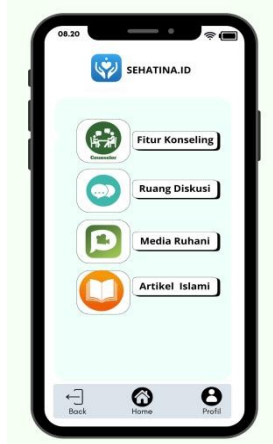 08.20
SEHATINA.ID
Fitur Konseling
Counselor
Ruang Diskusi
Media Ruhani
Artikel Islami
Back
Home
Profil